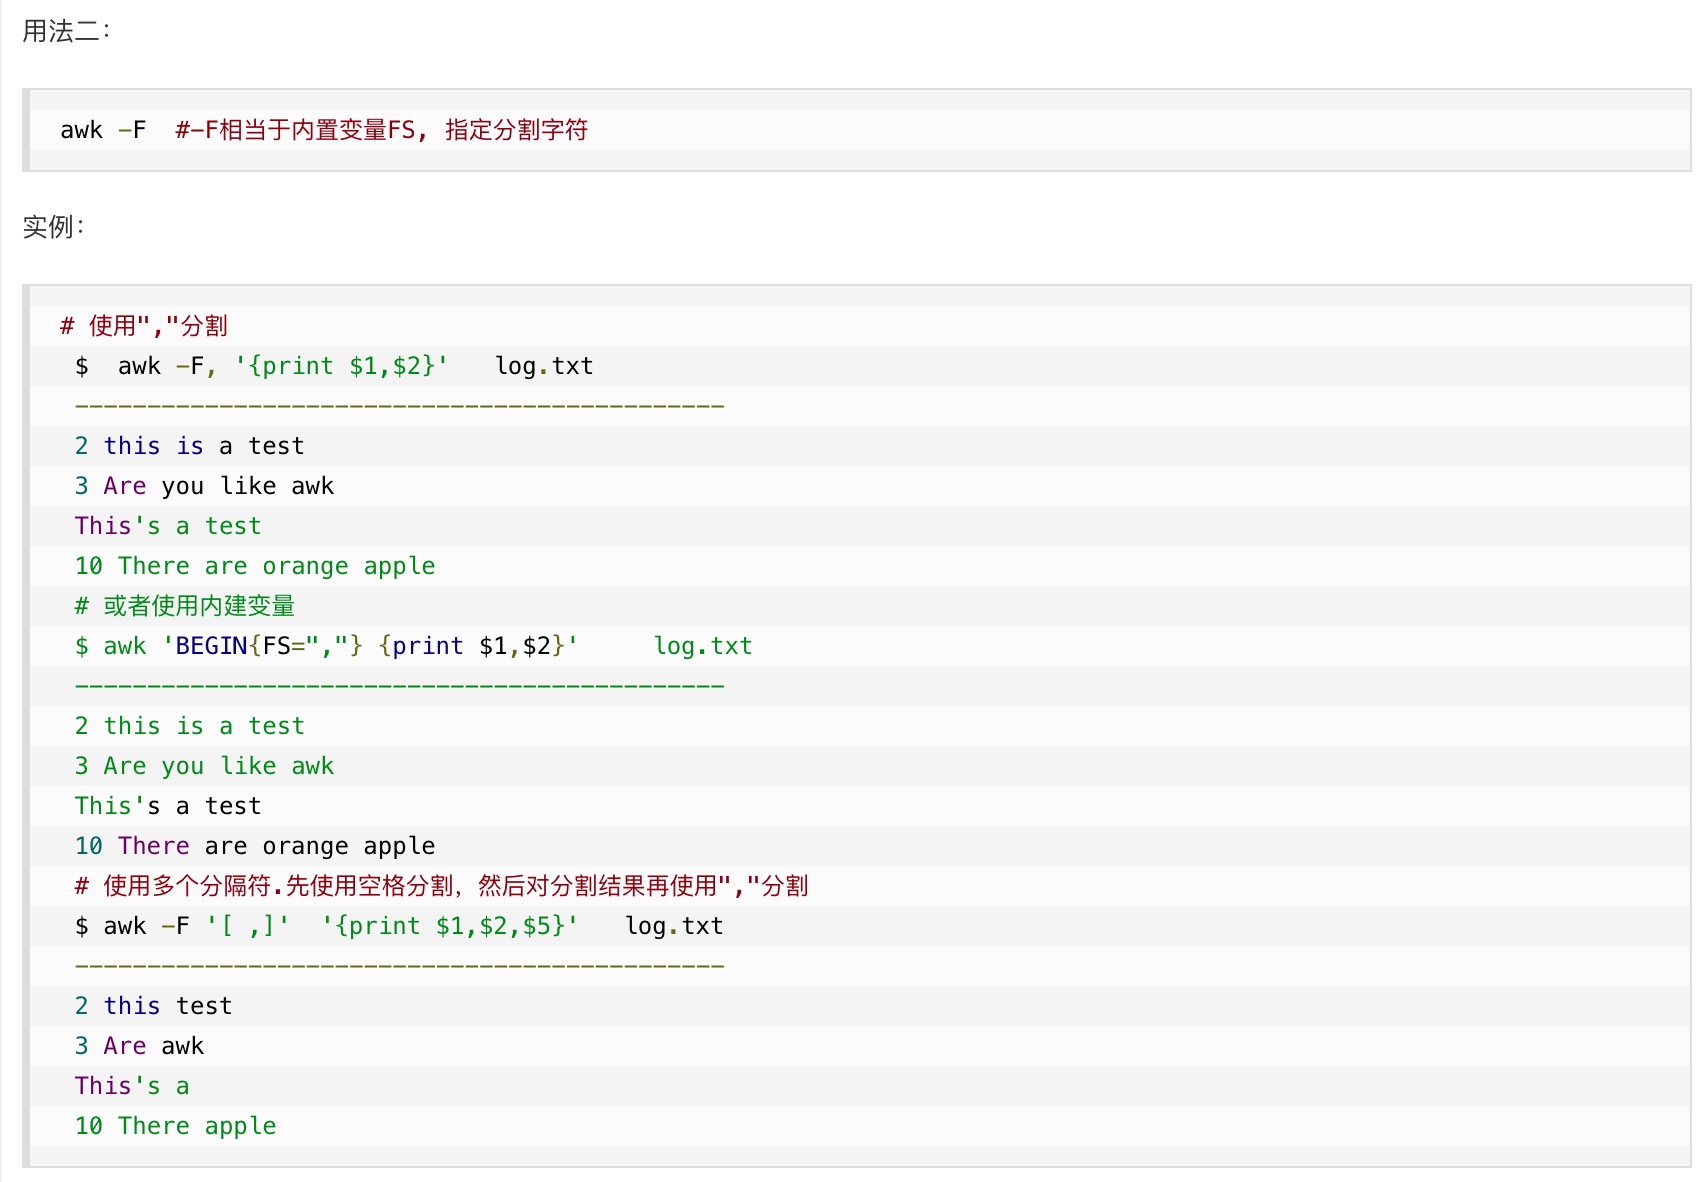 用法二：
awk -F  #-F相当于内置变量FS, 指定分割字符
实例：
# 使用","分割
$  awk -F, '{print $1,$2}'   log.txt
---------------------------------------------
2 this is a test
3 Are you like awk
This's a test
10 There are orange apple
# 或者使用内建变量
$ awk 'BEGIN{FS=","} {print $1,$2}'     log.txt
---------------------------------------------
2 this is a test
3 Are you like awk
This's a test
10 There are orange apple
# 使用多个分隔符.先使用空格分割，然后对分割结果再使用","分割
$ awk -F '[ ,]'  '{print $1,$2,$5}'   log.txt
---------------------------------------------
2 this test
3 Are awk
This's a
10 There apple